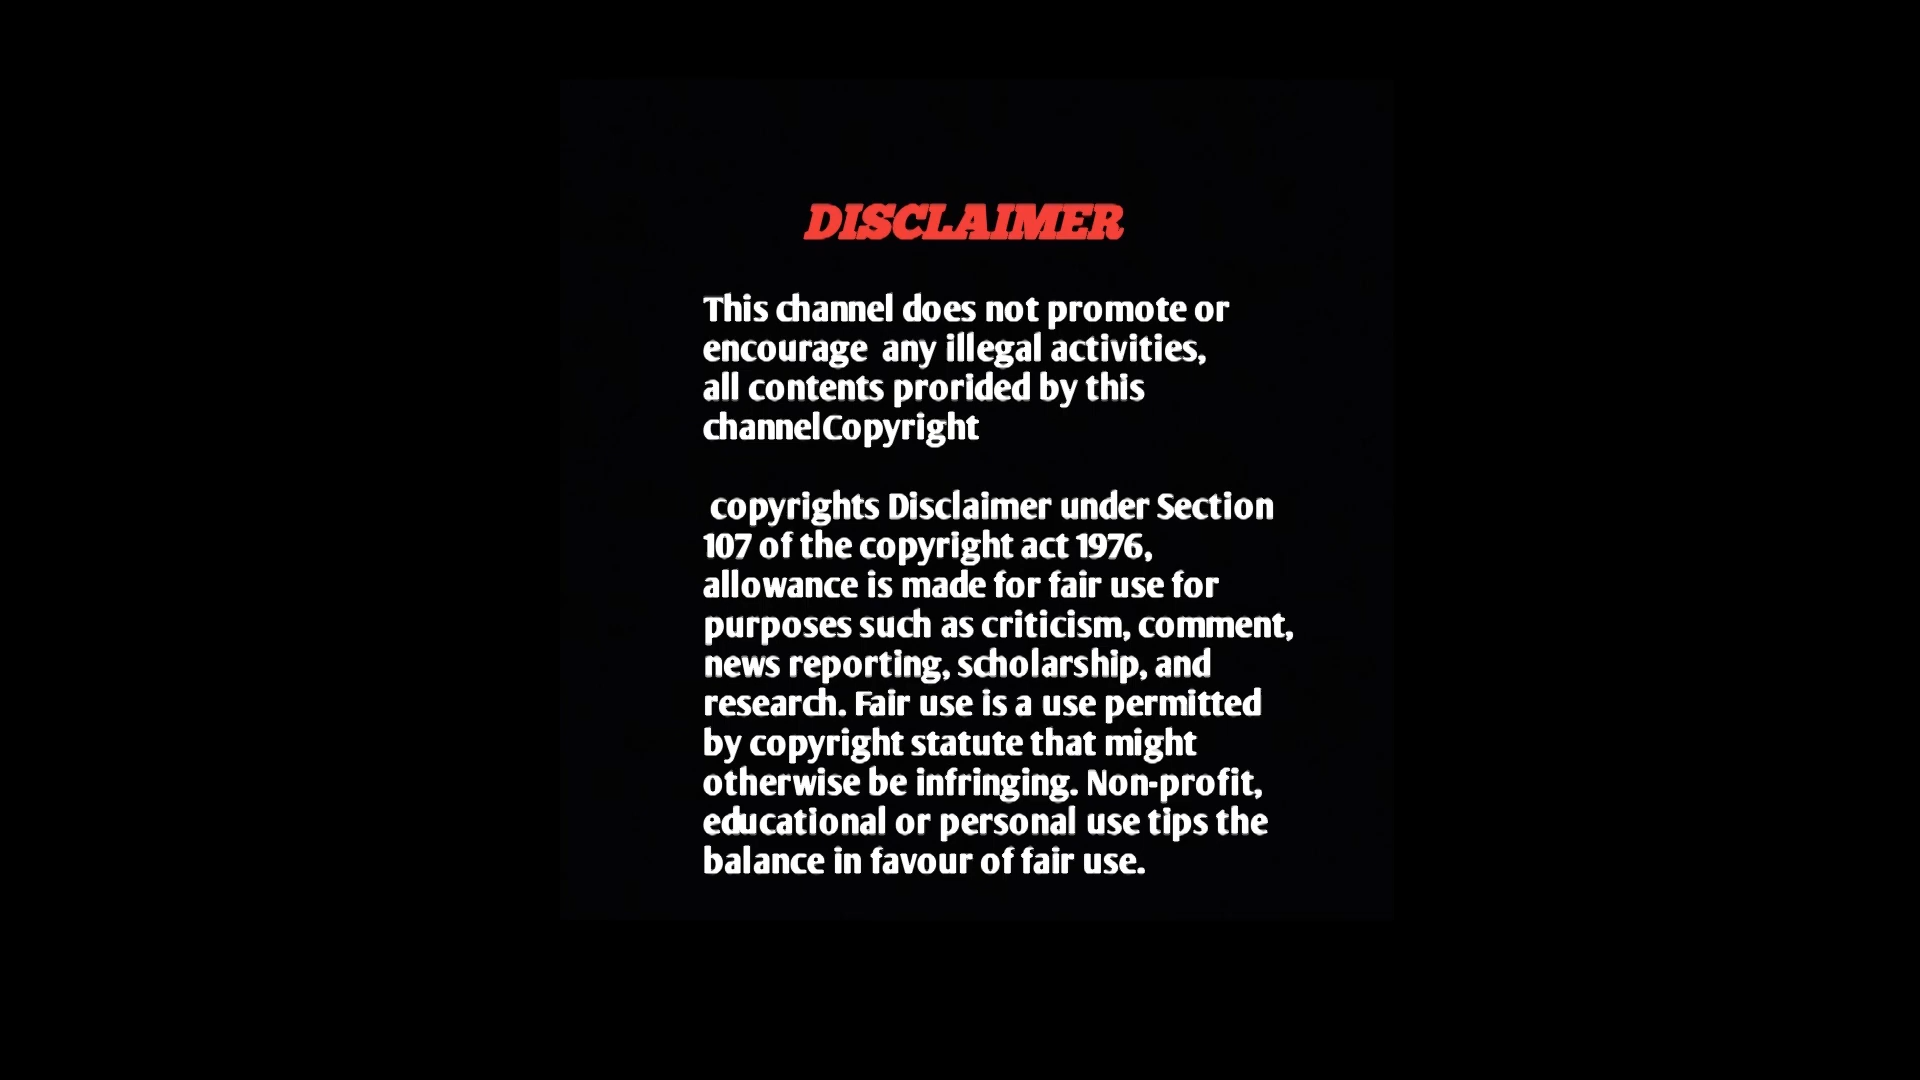 DISCLAIMER
This channel does not promote or
encourage any illegal activities,
all contents prorided by this
channelCopyright
copyrights Disclaimer under Section
107 of the copyright act 1976,
allowance is made for fair use for
purposes such as criticism, comment,
news reporting, scholarship, and
research. Fair use is a use permitted
by copyright statute that might
otherwise be infringing. Non-profit,
educational or personal use tips the
balance in favour of fair use.